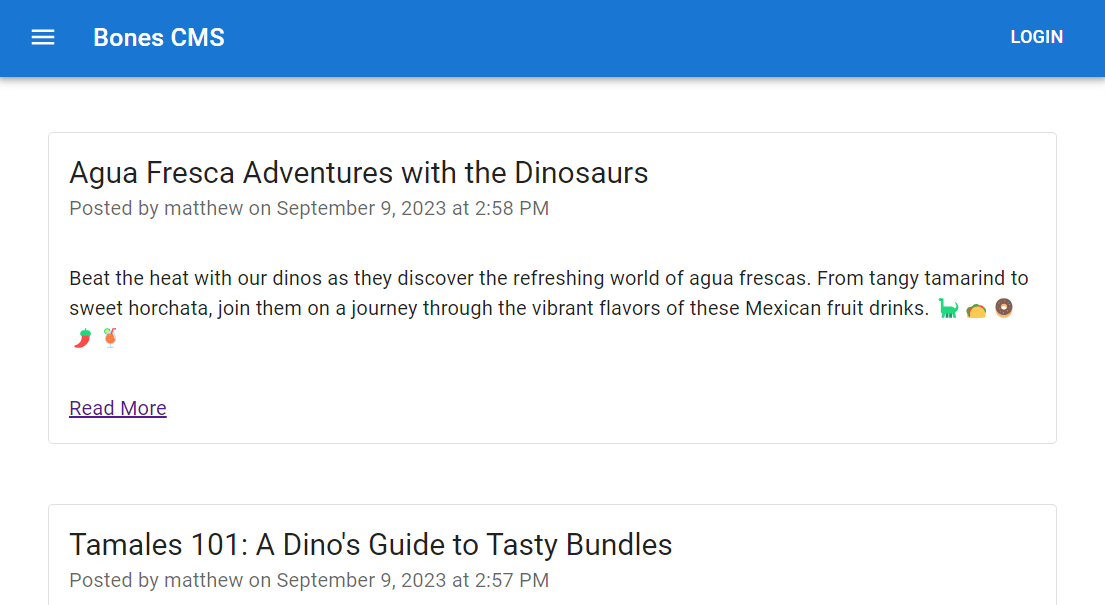 Bones CMS
LOGIN
Agua Fresca Adventures with the Dinosaurs
Posted by matthew on September 9, 2023 at 2:58 PM
Beat the heat with our dinos as they discover the refreshing world of agua frescas. From tangy tamarind to
sweet horchata, join them on a journey through the vibrant flavors of these Mexican fruit drinks. 🦕 🌮 🍩
🌶️ 🍹
Read More
Tamales 101: A Dino's Guide to Tasty Bundles
Posted by matthew on September 9, 2023 at 2:57 PM